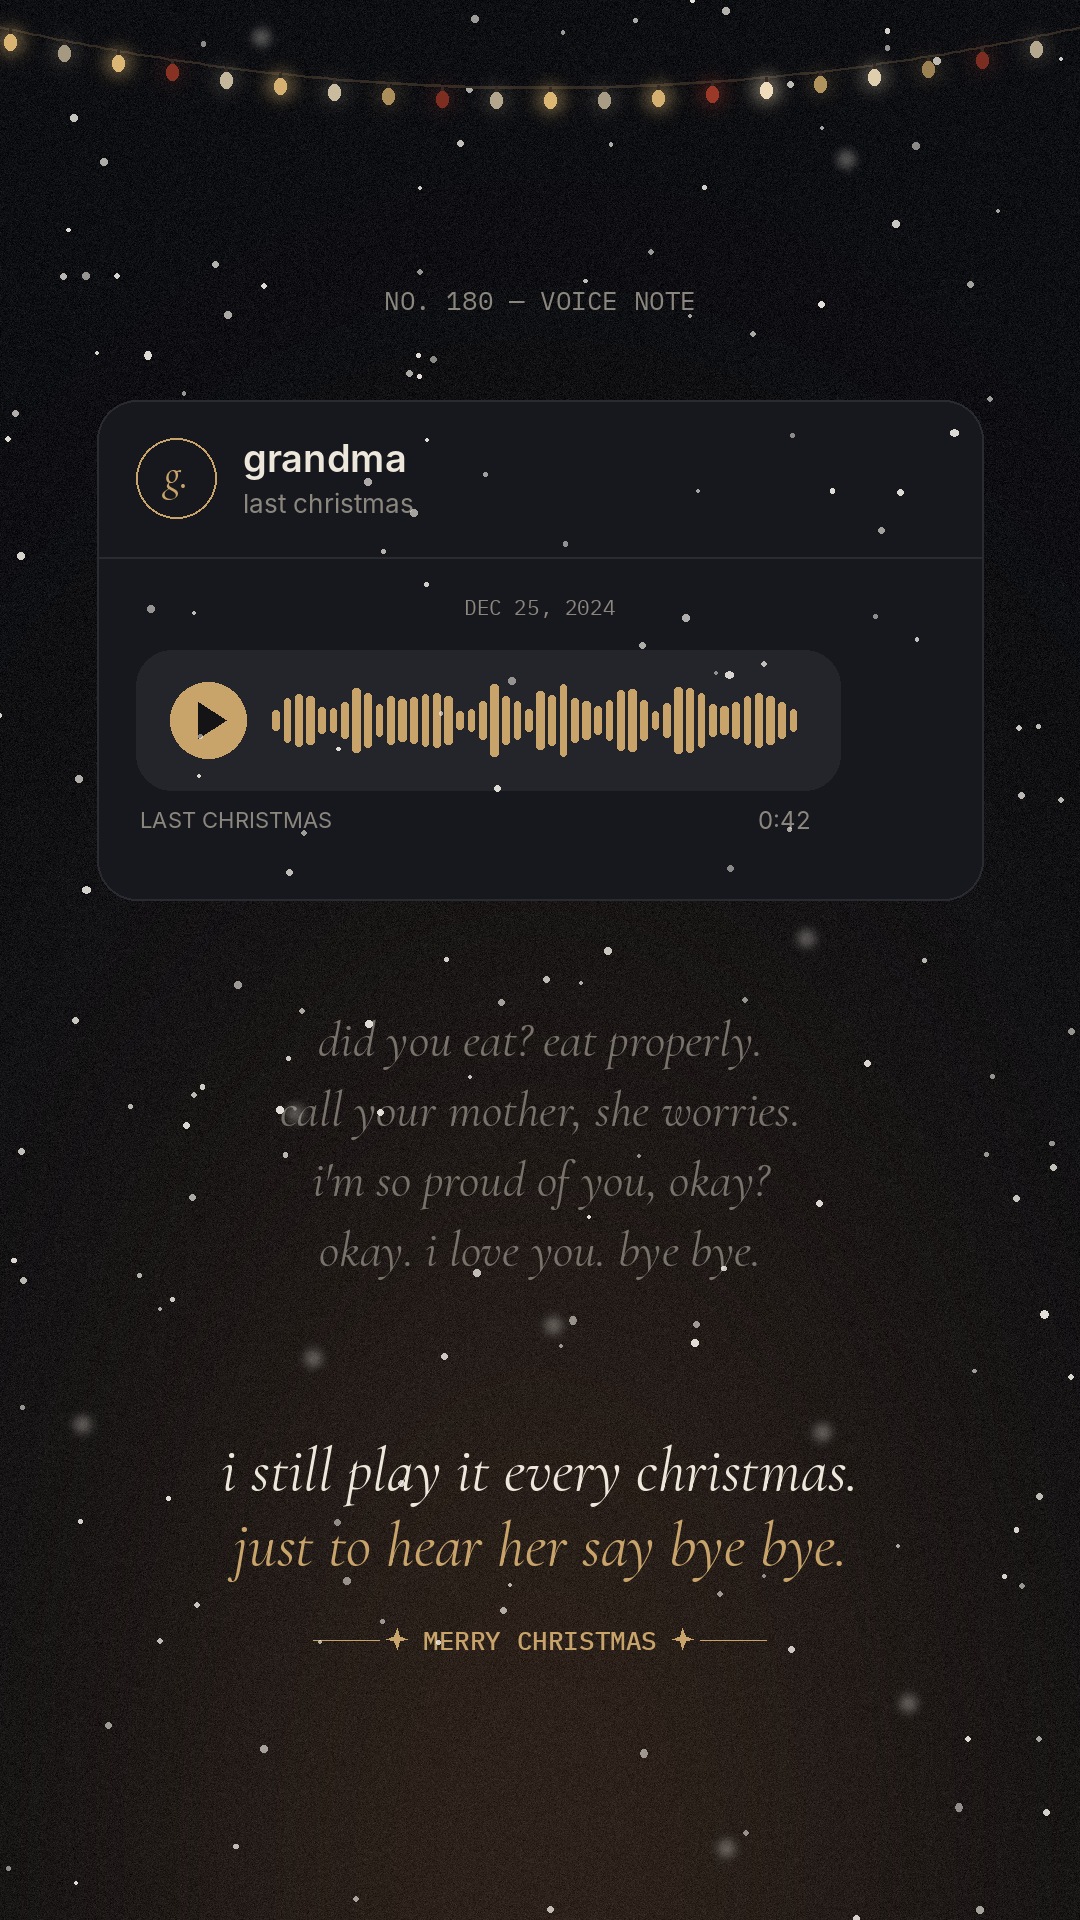 NO. 180 — VOICE NOTE
g.
grandma
last christmas
DEC 25, 2024
LAST CHRISTMAS
0:42
did you eat? eat properly.
call your mother, she worries.
i'm so proud of you, okay?
okay. i love you. bye bye.
i still play it every christmas.
just to hear her say bye bye.
MERRY CHRISTMAS